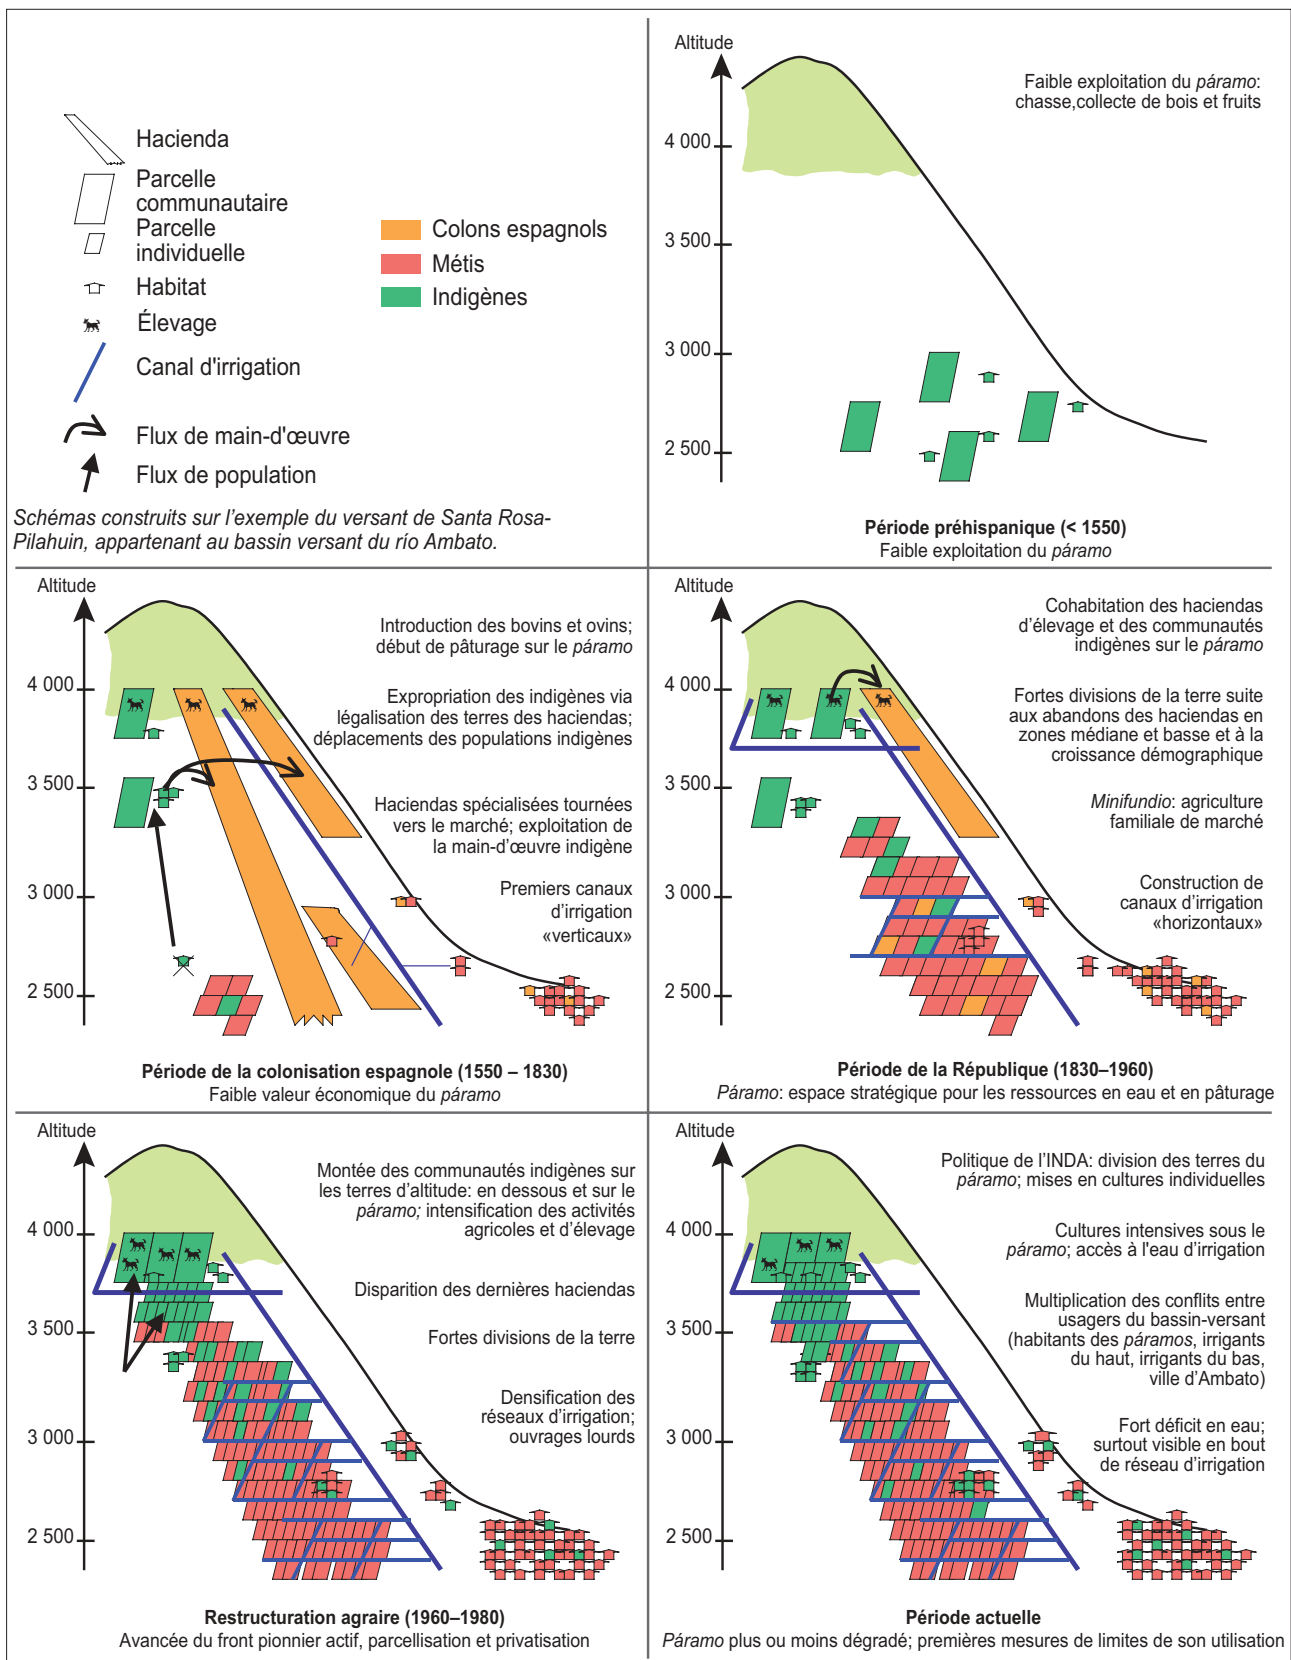 Hacienda
Parcelle
communautaire
Parcelle
individuelle
Habitat
Élevage
Canal d'irrigation
Flux de main-d'œuvre
Flux de population
Colons espagnols
Métis
Indigènes
Schémas construits sur l'exemple du versant de Santa Rosa-
Pilahuin, appartenant au bassin versant du río Ambato.
Altitude
4 000
3 500
3 000
2 500
Faible exploitation du páramo:
chasse,collecte de bois et fruits
Période préhispanique (< 1550)
Faible exploitation du páramo
Altitude
4 000
3 500
3 000
2 500
Introduction des bovins et ovins;
début de pâturage sur le páramo
Expropriation des indigènes via
légalisation des terres des haciendas;
déplacements des populations indigènes
Haciendas spécialisées tournées
vers le marché; exploitation de
la main-d'œuvre indigène
Premiers canaux
d'irrigation
«verticaux»
Période de la colonisation espagnole (1550 – 1830)
Faible valeur économique du páramo
Altitude
4 000
3 500
3 000
2 500
Cohabitation des haciendas
d'élevage et des communautés
indigènes sur le páramo
Fortes divisions de la terre suite
aux abandons des haciendas en
zones médiane et basse et à la
croissance démographique
Minifundio: agriculture
familiale de marché
Construction de
canaux d'irrigation
«horizontaux»
Période de la République (1830–1960)
Páramo: espace stratégique pour les ressources en eau et en pâturage
Altitude
4 000
3 500
3 000
2 500
Montée des communautés indigènes sur
les terres d'altitude: en dessous et sur le
páramo; intensification des activités
agricoles et d'élevage
Disparition des dernières haciendas
Fortes divisions de la terre
Densification des
réseaux d'irrigation;
ouvrages lourds
Restructuration agraire (1960–1980)
Avancée du front pionnier actif, parcellisation et privatisation
Altitude
4 000
3 500
3 000
2 500
Politique de l'INDA: division des terres du
páramo; mises en cultures individuelles
Cultures intensives sous le
páramo; accès à l'eau d'irrigation
Multiplication des conflits entre
usagers du bassin-versant
(habitants des páramos, irrigants
du haut, irrigants du bas,
ville d'Ambato)
Fort déficit en eau;
surtout visible en bout
de réseau d'irrigation
Période actuelle
Páramo plus ou moins dégradé; premières mesures de limites de son utilisation